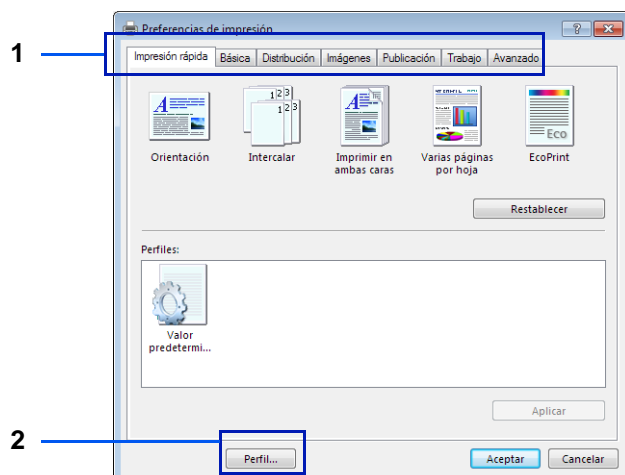 Preferencias de impresión
1
Impresión rápida Básica Distribución Imágenes Publicación Trabajo Avanzado
Orientación Intercalar Imprimir en ambas caras Varias páginas por hoja EcoPrint
Restablecer
Perfiles:
Valor
predetermi...
Aplicar
2
Perfil... Aceptar Cancelar